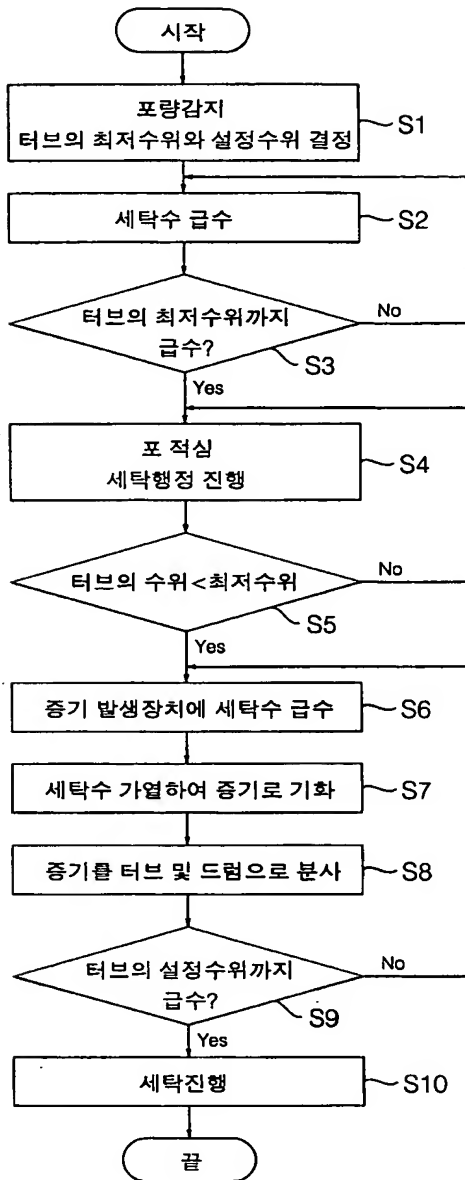 시작
포량감지
터브의 최저수위와 설정수위 결정
S1
세탁수 급수
S2
터브의 최저수위까지
급수?
No
S3
Yes
포 적심
세탁행정 진행
S4
터브의 수위<최저수위
No
S5
Yes
증기 발생장치에 세탁수 급수
S6
세탁수 가열하여 증기로 기화
S7
증기를 터브 및 드럼으로 분사
S8
터브의 설정수위까지
급수?
No
S9
Yes
세탁진행
S10
끝